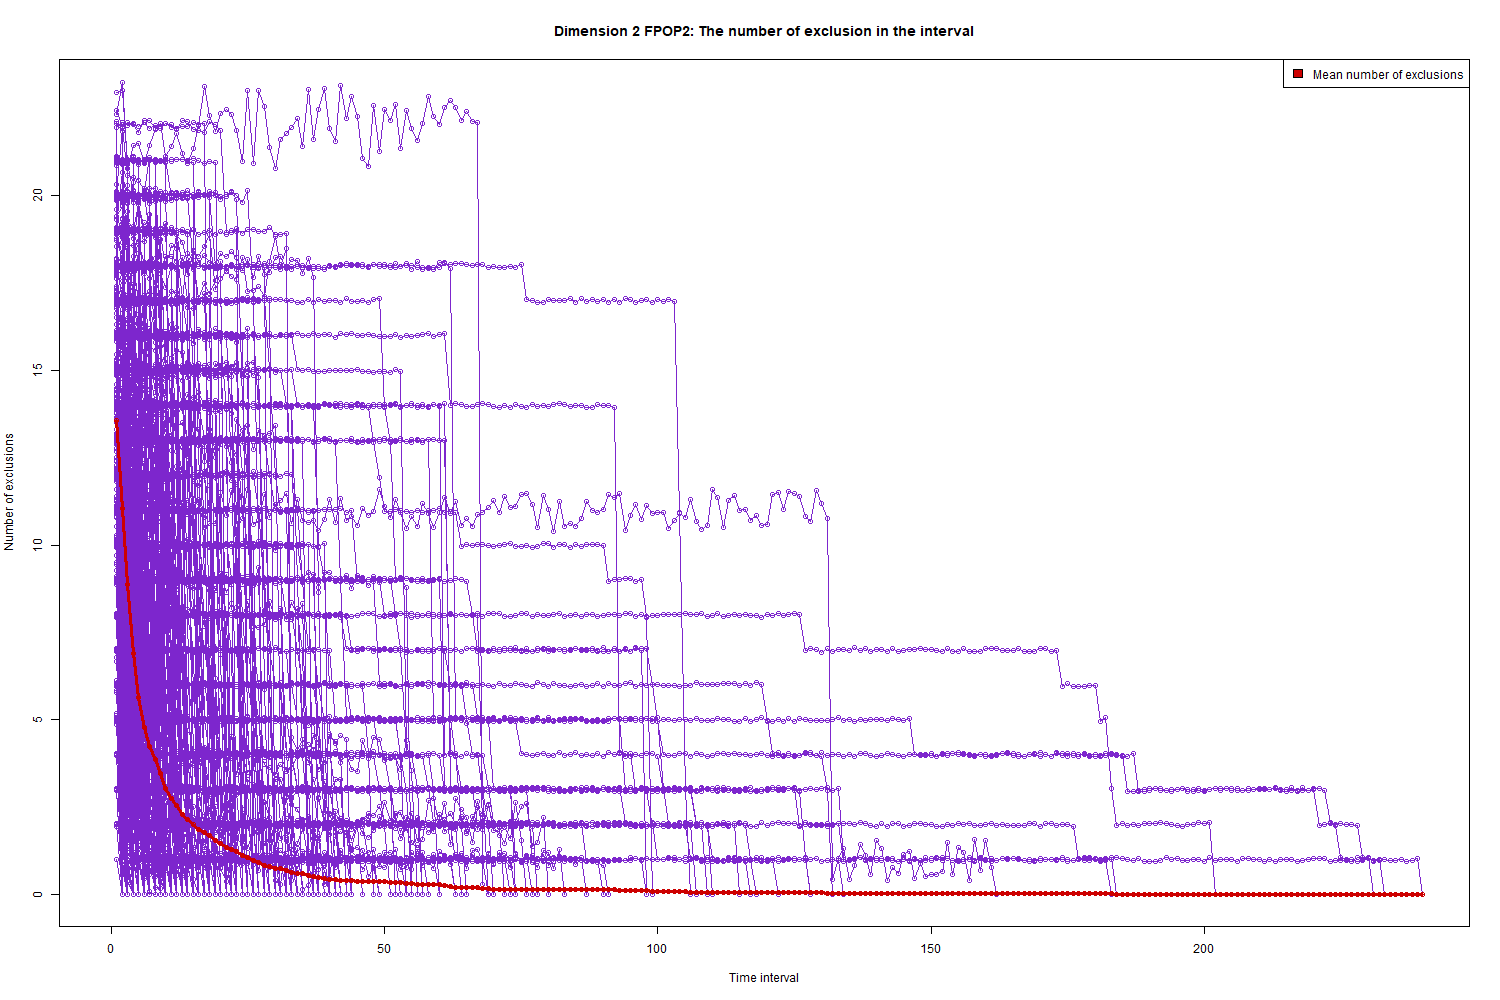 Dimension 2 FPOP2: The number of exclusion in the interval
Mean number of exclusions
Number of exclusions
20
15
10
5
0
0 50 100 150 200
Time interval